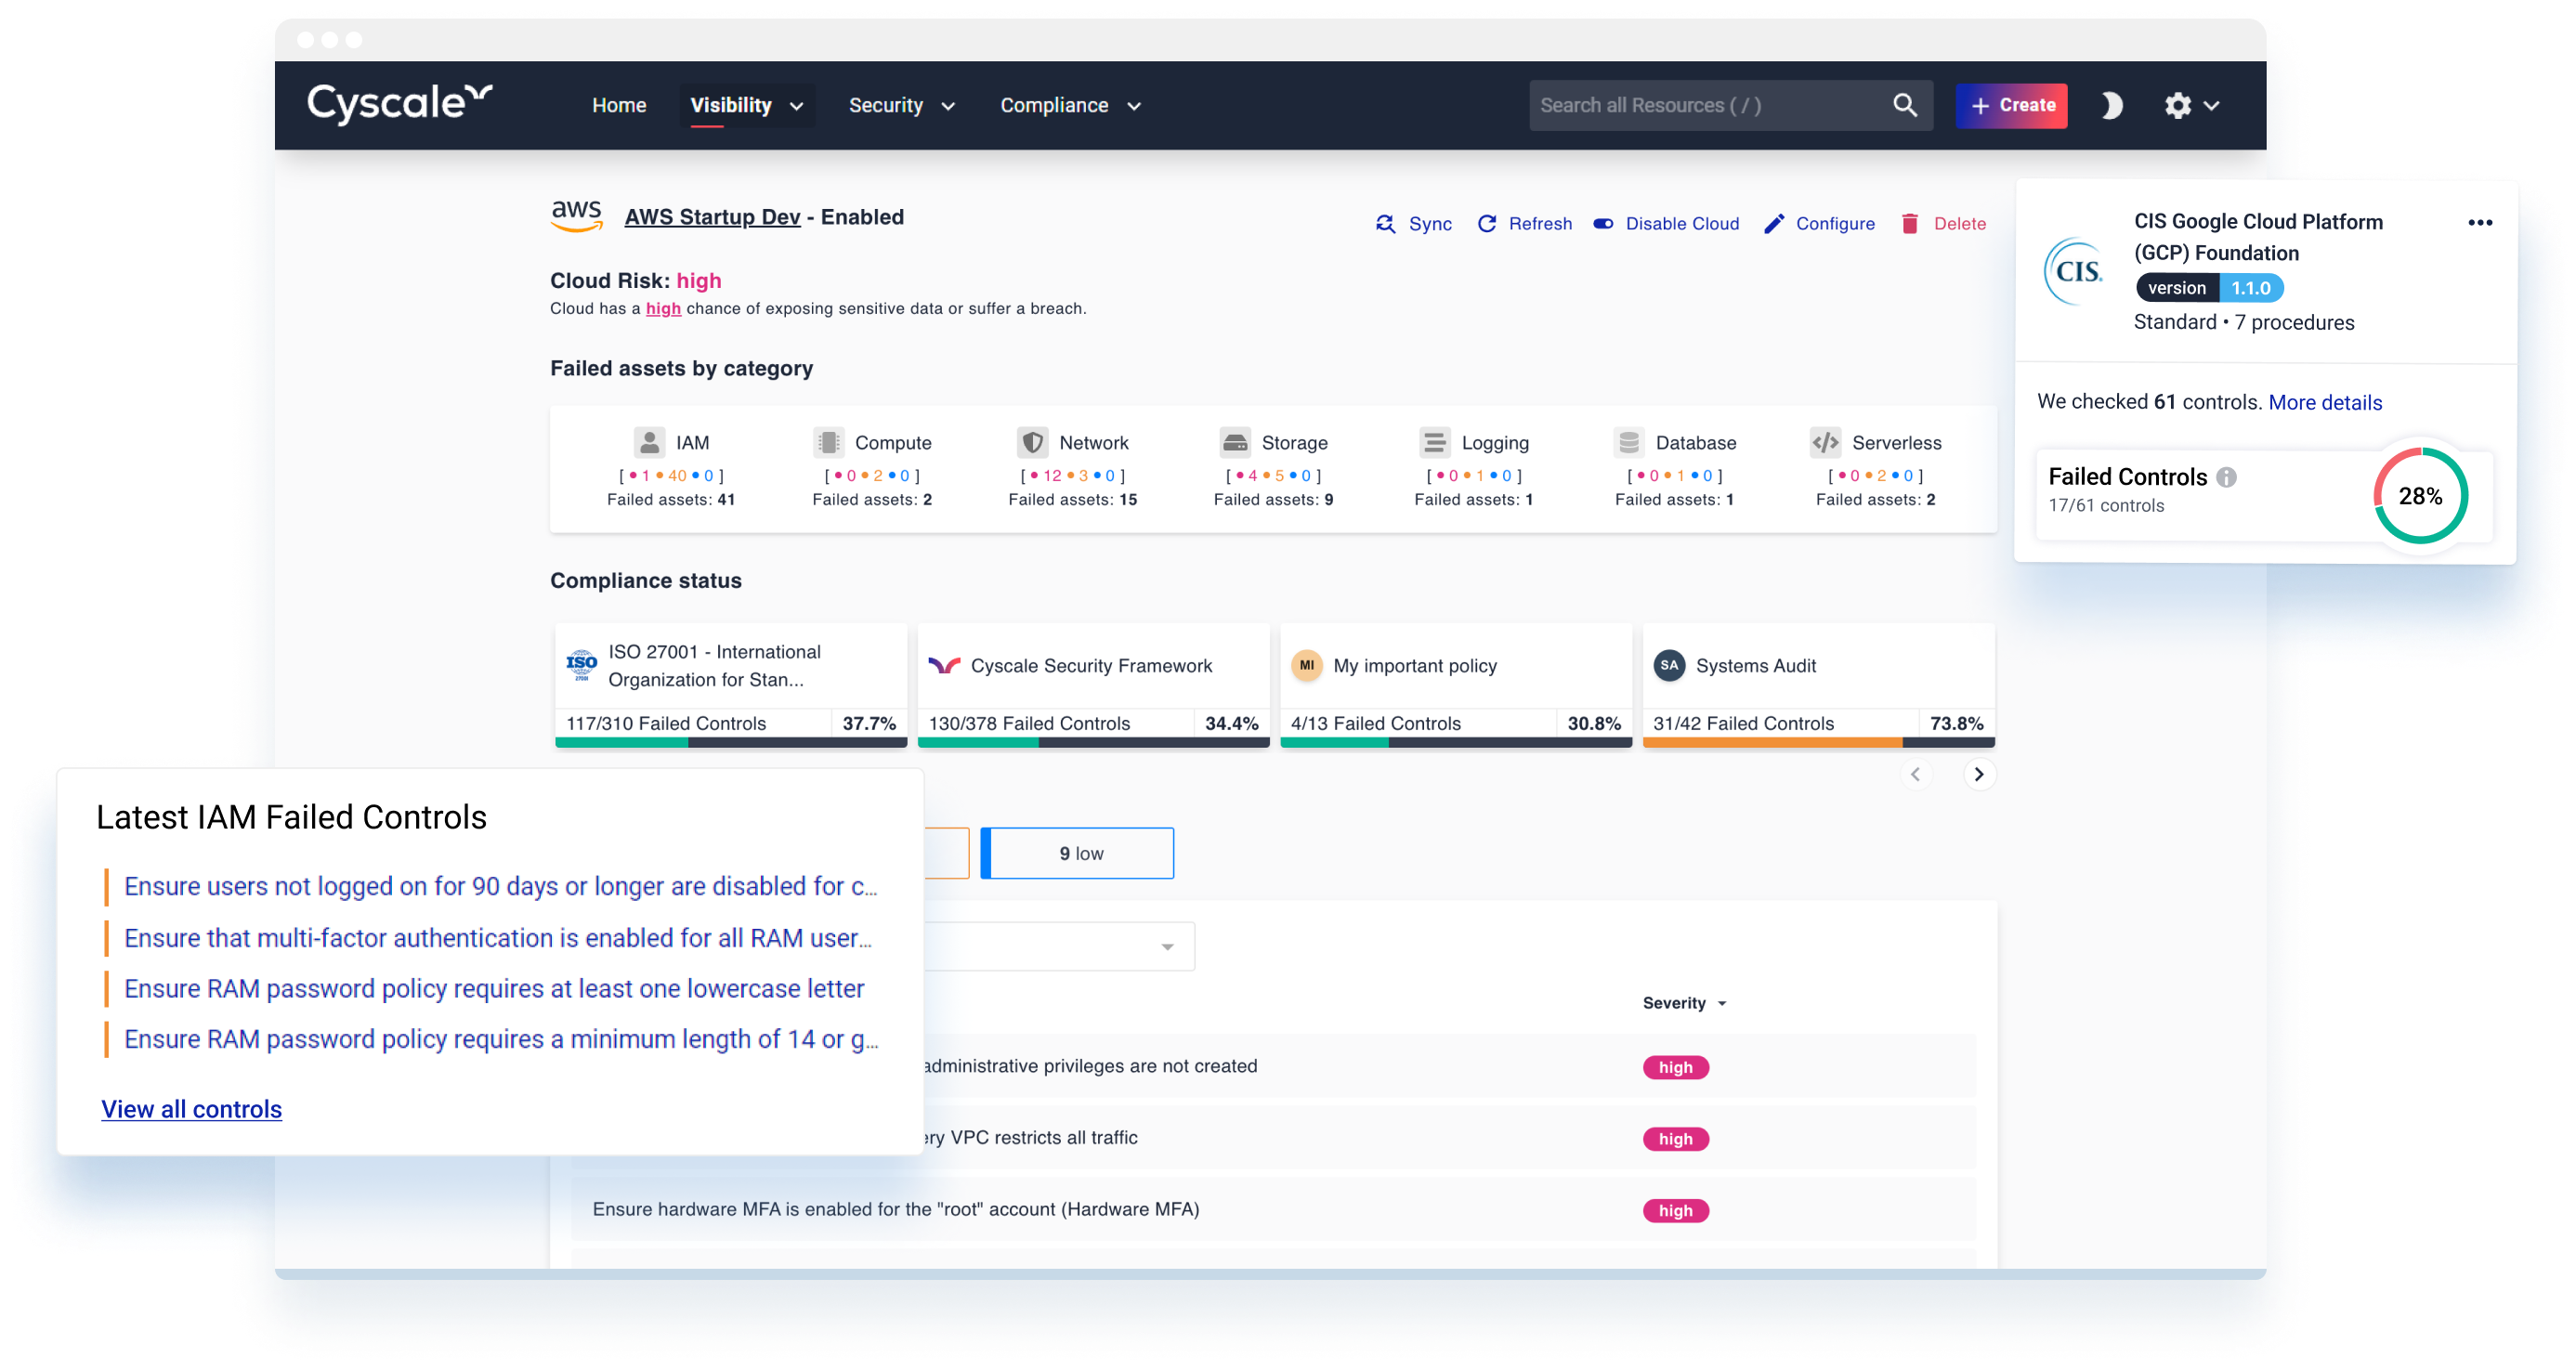 Cyscale
Home Visibility Security Compliance Search all Resources ( / ) + Create
aws AWS Startup Dev - Enabled
Sync Refresh Disable Cloud Configure Delete
Cloud Risk: high
Cloud has a high chance of exposing sensitive data or suffer a breach.
Failed assets by category
IAM Compute Network Storage Logging Database Serverless
[ • 1 • 40 • 0 ] [ • 0 • 2 • 0 ] [ • 12 • 3 • 0 ] [ • 4 • 5 • 0 ] [ • 0 • 1 • 0 ] [ • 0 • 1 • 0 ] [ • 0 • 2 • 0 ]
Failed assets: 41 Failed assets: 2 Failed assets: 15 Failed assets: 9 Failed assets: 1 Failed assets: 1 Failed assets: 2
CIS Google Cloud Platform
(GCP) Foundation
CIS.
version 1.1.0
Standard • 7 procedures
We checked 61 controls. More details
Failed Controls
17/61 controls
28%
Compliance status
ISO
27001
ISO 27001 - International
Organization for Stan...
117/310 Failed Controls 37.7%
Cyscale Security Framework
130/378 Failed Controls 34.4%
MI My important policy
4/13 Failed Controls 30.8%
SA Systems Audit
31/42 Failed Controls 73.8%
Latest IAM Failed Controls
Ensure users not logged on for 90 days or longer are disabled for c...
Ensure that multi-factor authentication is enabled for all RAM user...
Ensure RAM password policy requires at least one lowercase letter
Ensure RAM password policy requires a minimum length of 14 or g...
View all controls
9 low
Severity
administrative privileges are not created high
ery VPC restricts all traffic high
Ensure hardware MFA is enabled for the "root" account (Hardware MFA) high